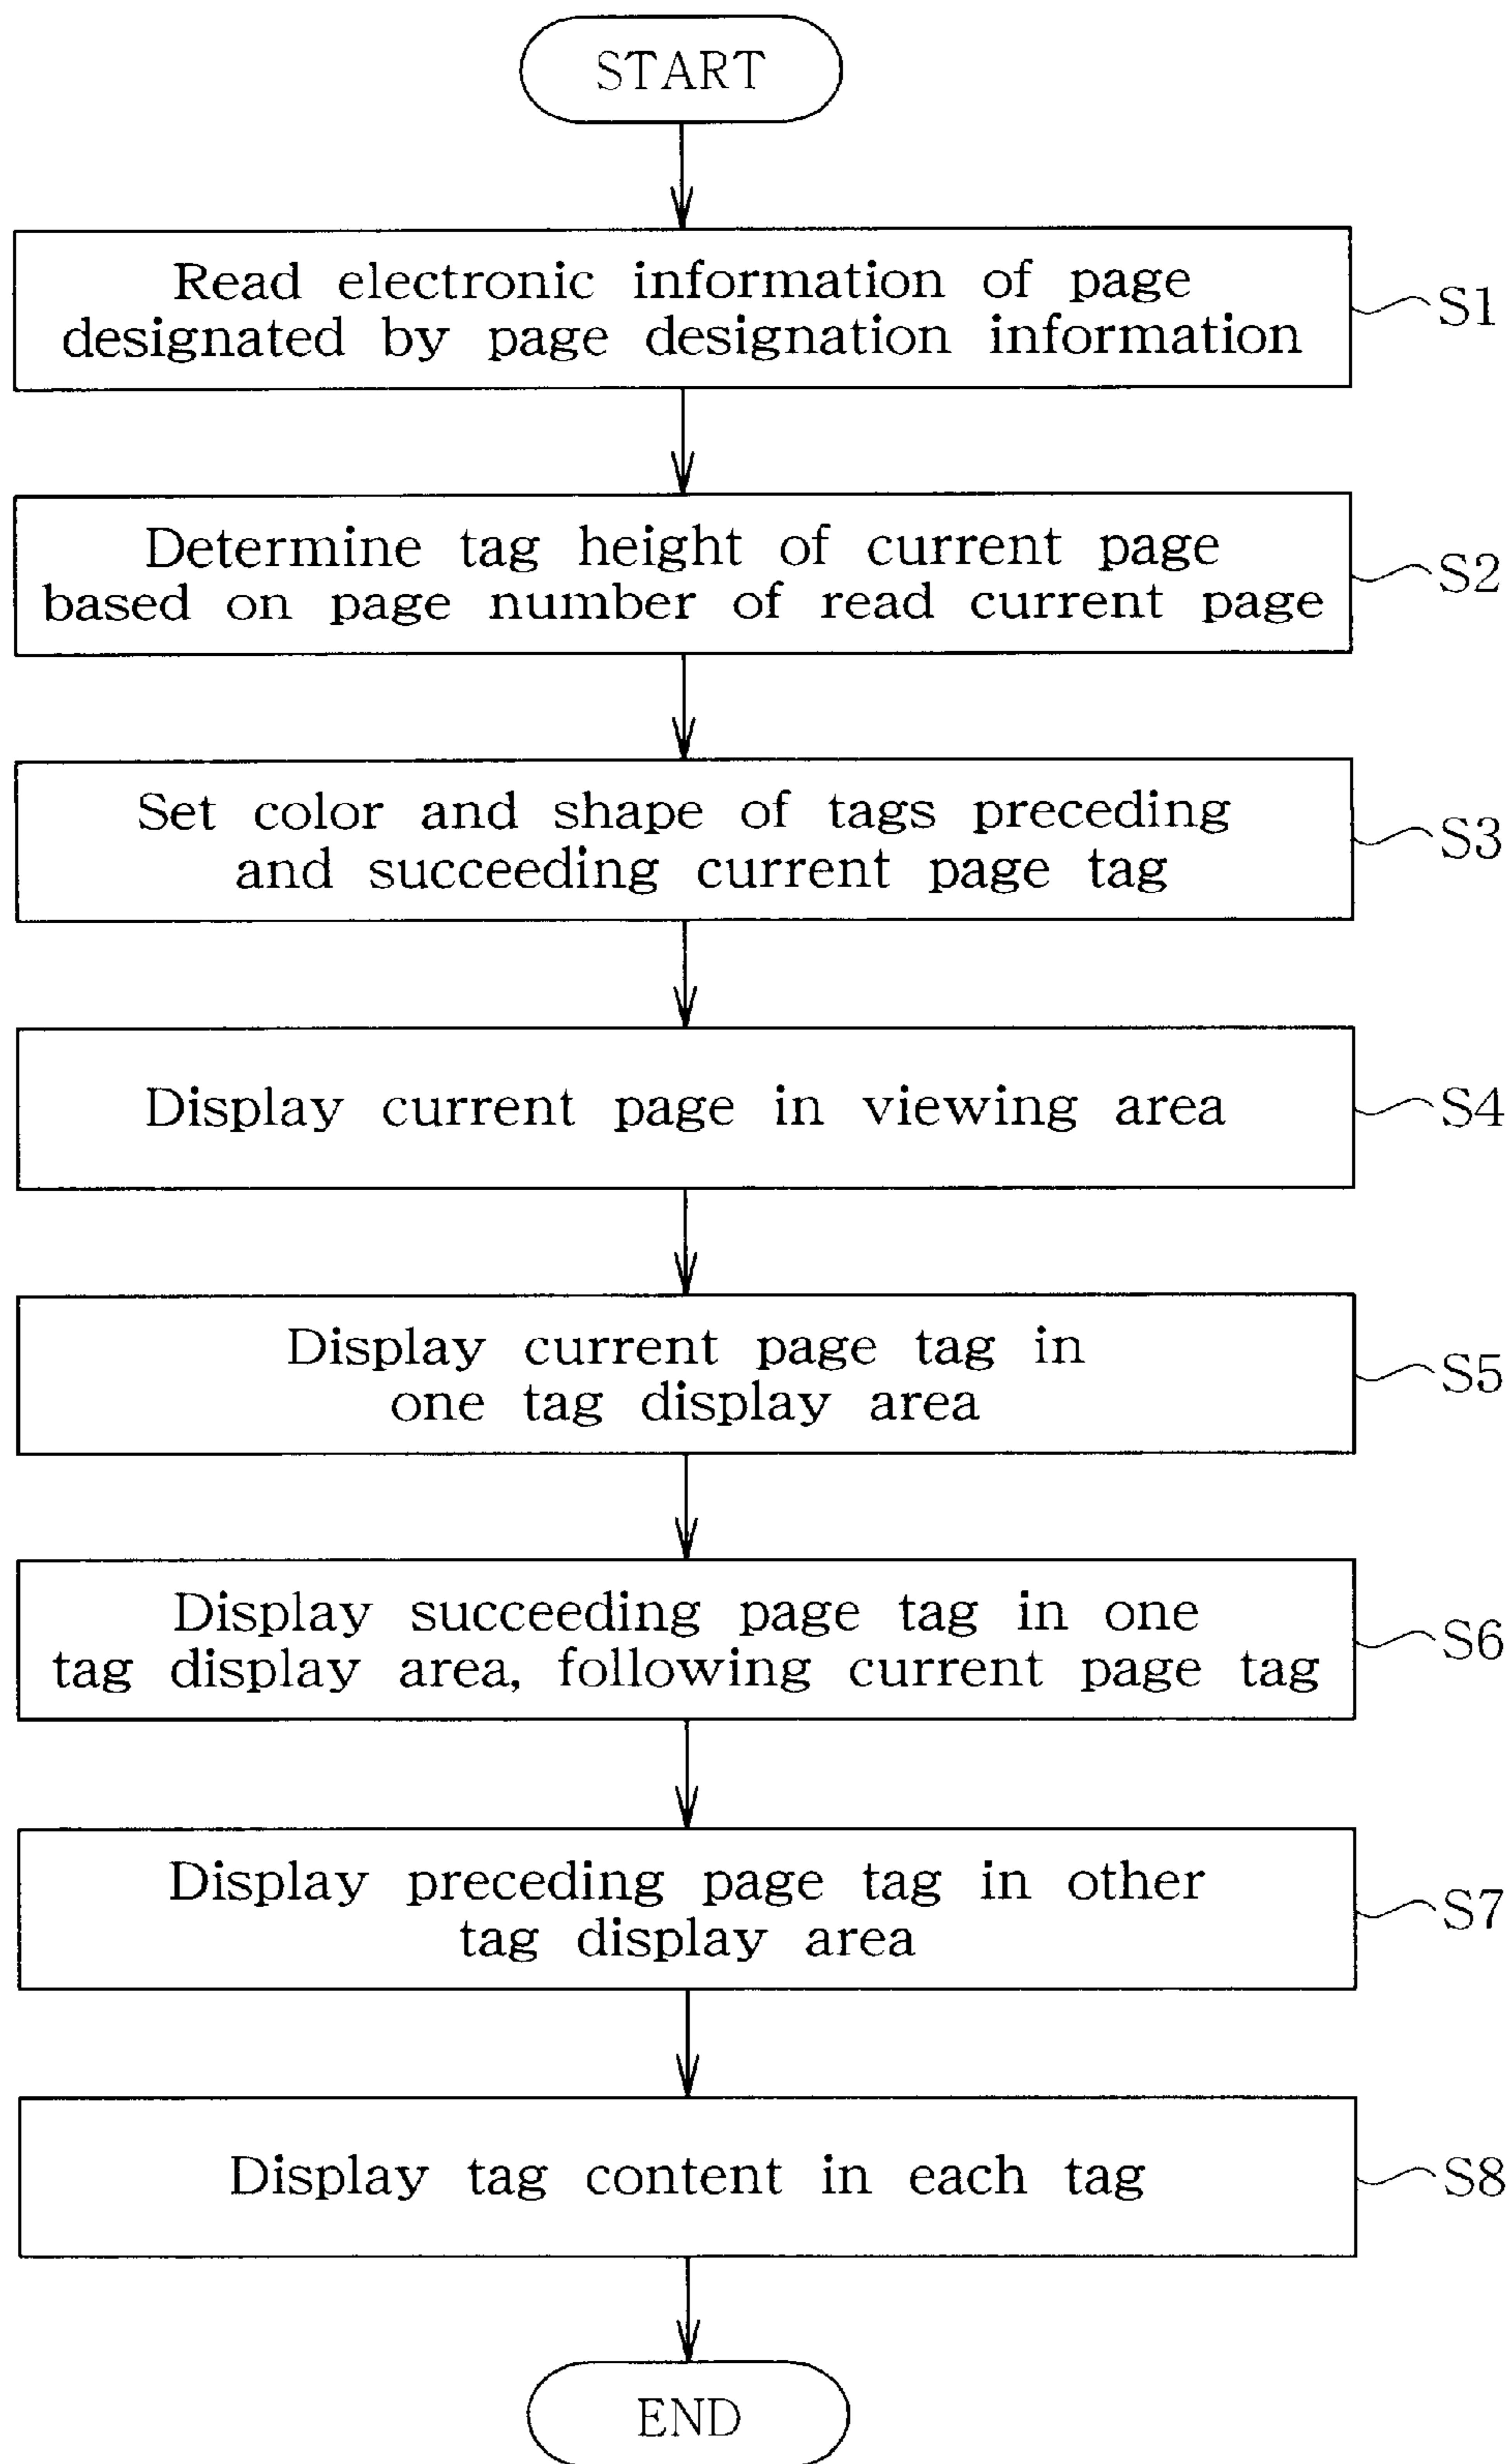 START
Read electronic information of page
designated by page designation information
S1
Determine tag height of current page
based on page number of read current page
S2
Set color and shape of tags preceding
and succeeding current page tag
S3
Display current page in viewing area
S4
Display current page tag in
one tag display area
S5
Display succeeding page tag in one
tag display area, following current page tag
S6
Display preceding page tag in other
tag display area
S7
Display tag content in each tag
S8
END